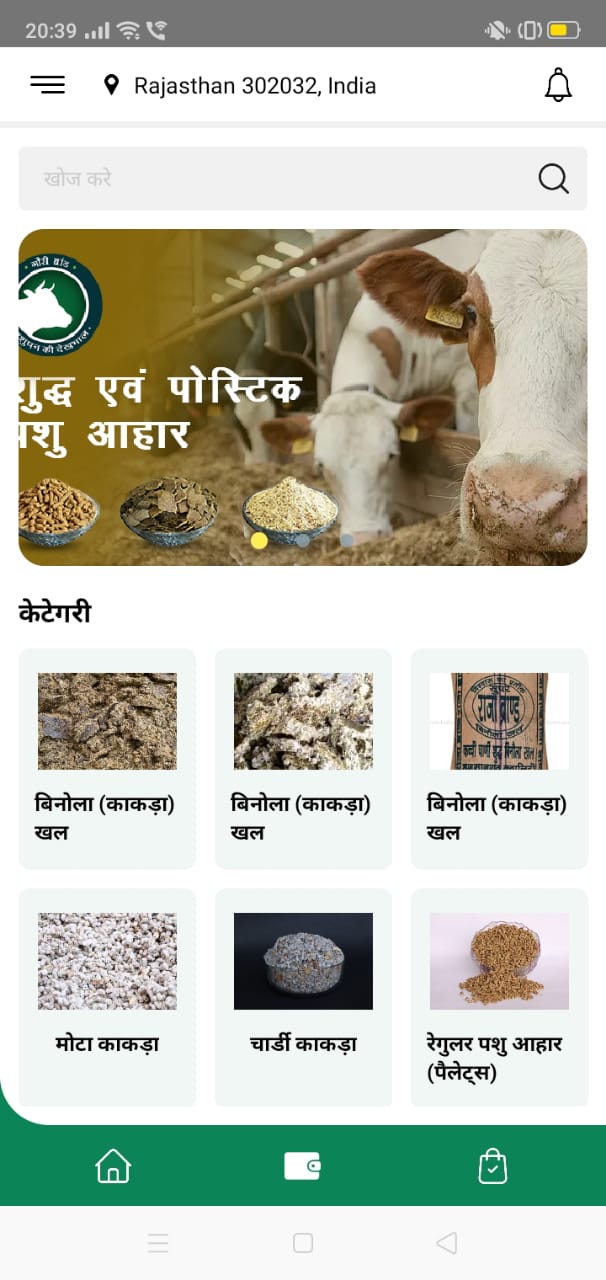 20:39
Rajasthan 302032, India
खोज करे
गौरी ब्रांड
शुद्ध एवं पोस्टिक
पशु आहार
केटेगरी
राजा ब्राण्ड
बिनोला (काकड़ा)
खल
बिनोला (काकड़ा)
खल
बिनोला (काकड़ा)
खल
मोटा काकड़ा
चार्डी काकड़ा
रेगुलर पशु आहार
(पैलेट्स)